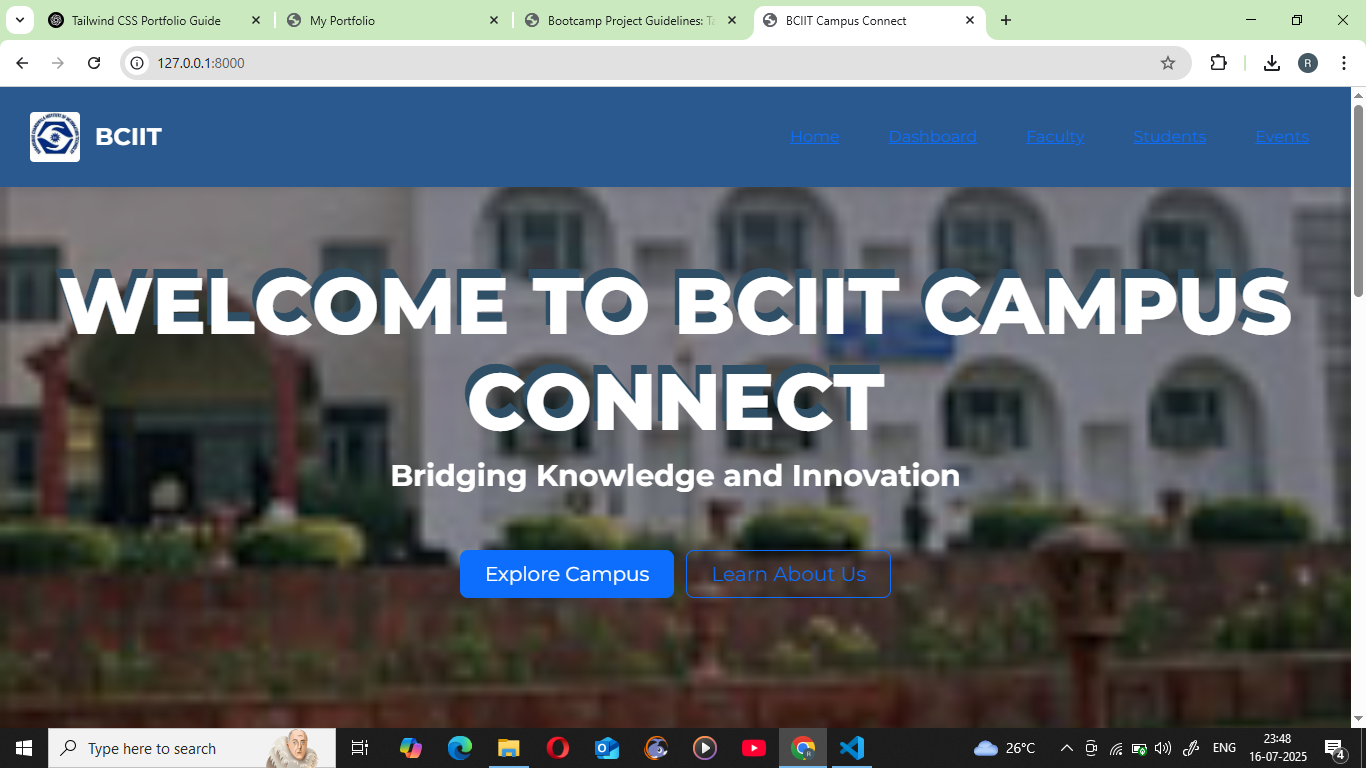 Tailwind CSS Portfolio Guide
My Portfolio
Bootcamp Project Guidelines: Ta
BCIIT Campus Connect
127.0.0.1:8000
R
BCIIT
Home
Dashboard
Faculty
Students
Events
WELCOME TO BCIIT CAMPUS
CONNECT
Bridging Knowledge and Innovation
Explore Campus
Learn About Us
Type here to search
26°C
ENG
23:48
16-07-2025
4